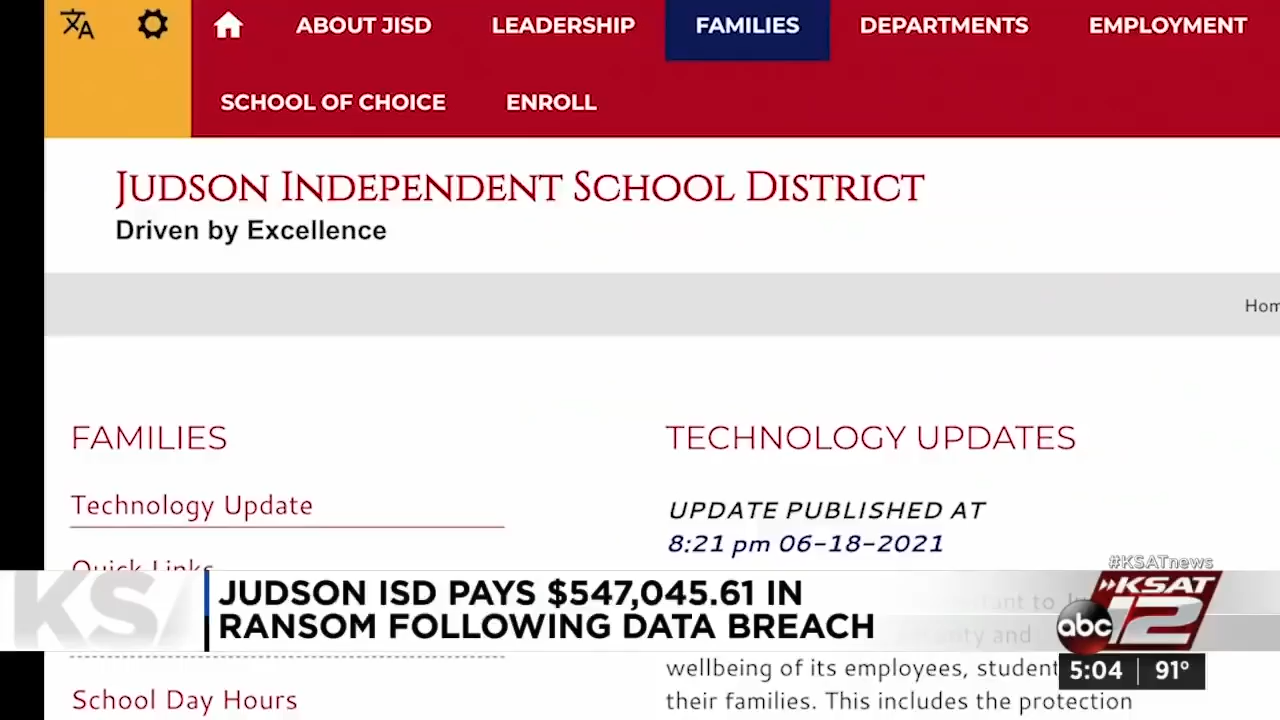 ABOUT JISD LEADERSHIP FAMILIES DEPARTMENTS EMPLOYMENT
SCHOOL OF CHOICE ENROLL
JUDSON INDEPENDENT SCHOOL DISTRICT
Driven by Excellence
Hom
FAMILIES
Technology Update
Quick Links
School Day Hours
TECHNOLOGY UPDATES
UPDATE PUBLISHED AT
8:21 pm 06-18-2021
wellbeing of its employees, student
their families. This includes the protection
#KSATnews
KSA
JUDSON ISD PAYS $547,045.61 IN
RANSOM FOLLOWING DATA BREACH
KSAT
abc 12
5:04 91°